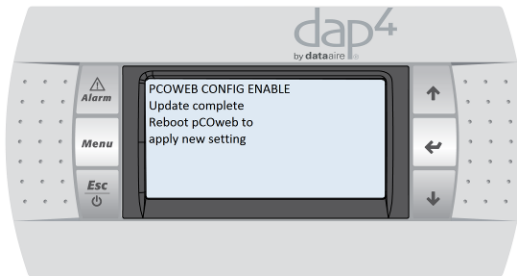 dap4
by dataaire
Alarm
Menu
Esc
PCOWEB CONFIG ENABLE
Update complete
Reboot pCOweb to
apply new setting